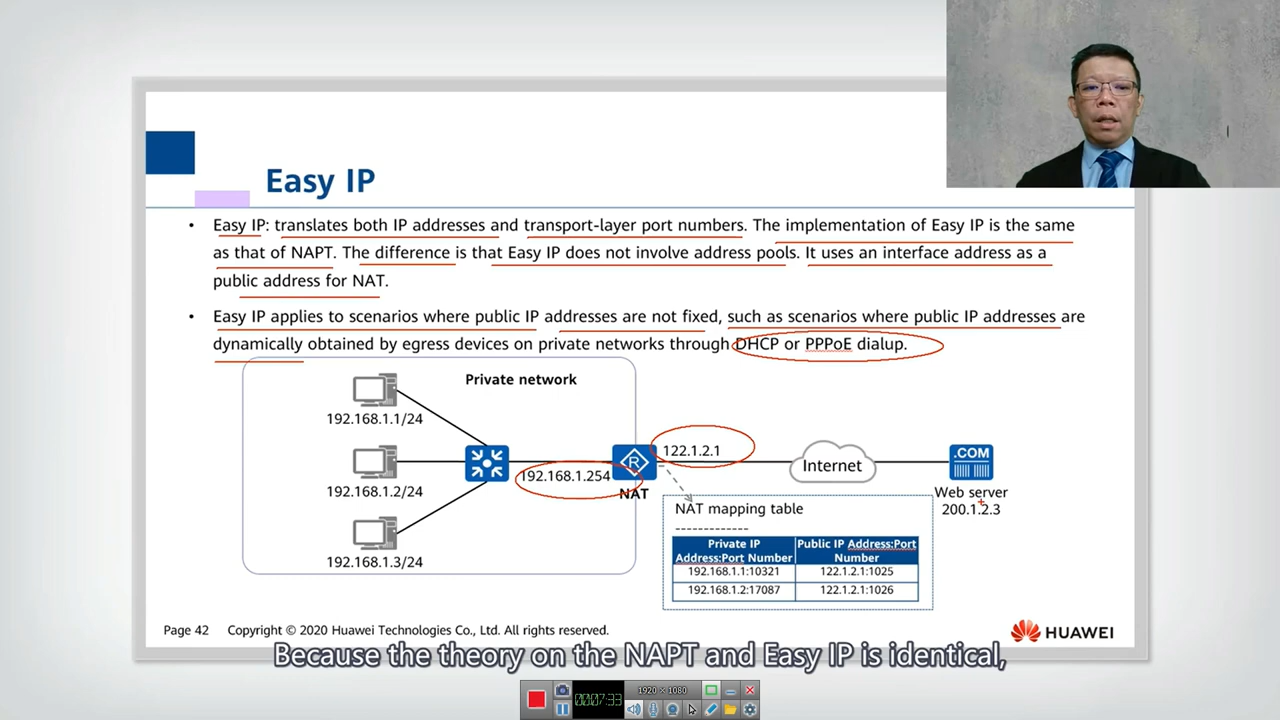 Easy IP
• Easy IP: translates both IP addresses and transport-layer port numbers. The implementation of Easy IP is the same
as that of NAPT. The difference is that Easy IP does not involve address pools. It uses an interface address as a
public address for NAT.
• Easy IP applies to scenarios where public IP addresses are not fixed, such as scenarios where public IP addresses are
dynamically obtained by egress devices on private networks through DHCP or PPPoE dialup.
Private network
192.168.1.1/24
122.1.2.1
Internet
.COM
192.168.1.254
R
192.168.1.2/24
NAT
Web server
200.1.2.3
NAT mapping table
-------------
Private IP Address:Port Number
Public IP Address:Port Number
192.168.1.1:10321
122.1.2.1:1025
192.168.1.2:17087
122.1.2.1:1026
192.168.1.3/24
Page 42
Copyright © 2020 Huawei Technologies Co., Ltd. All rights reserved.
HUAWEI
Because the theory on the NAPT and Easy IP is identical,
00:07:33
1920 × 1080